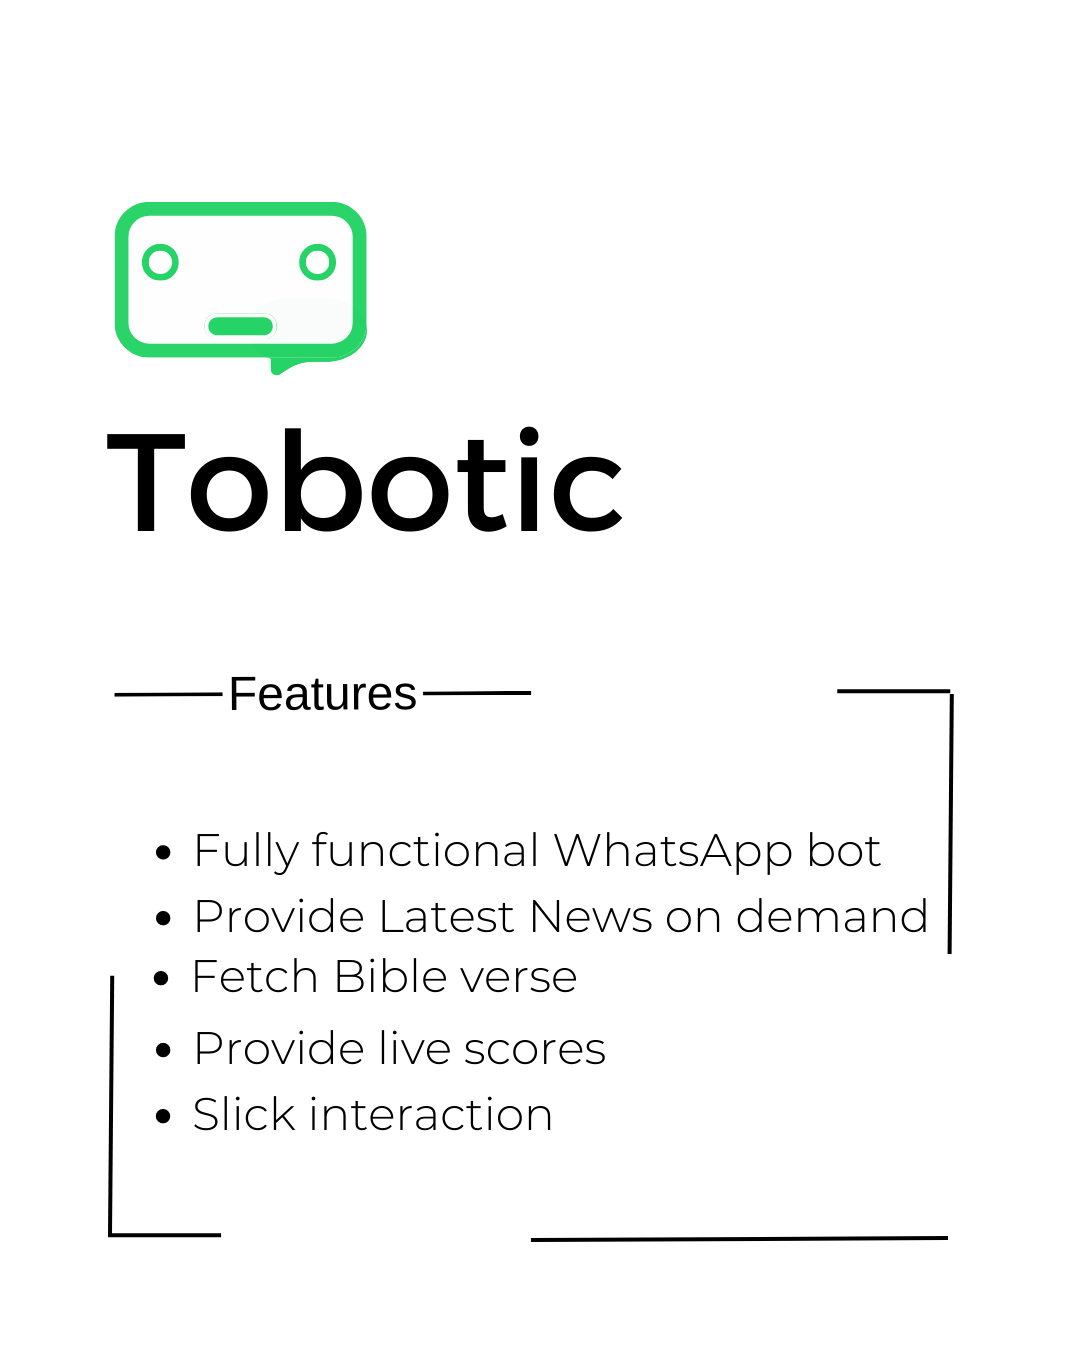 Tobotic
Features
• Fully functional WhatsApp bot
• Provide Latest News on demand
• Fetch Bible verse
• Provide live scores
• Slick interaction